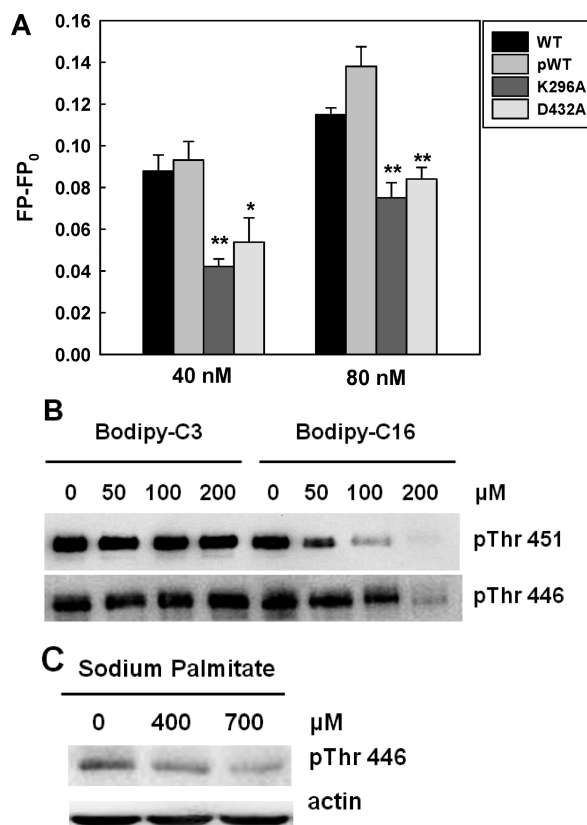 A
0.16
0.14
0.12
0.10
0.08
0.06
0.04
0.02
0.00
FP-FP0
** *
** **
40 nM 80 nM
WT
pWT
K296A
D432A
B
Bodipy-C3 Bodipy-C16
0 50 100 200 0 50 100 200 µM
pThr 451
pThr 446
C
Sodium Palmitate
0 400 700 µM
pThr 446
actin